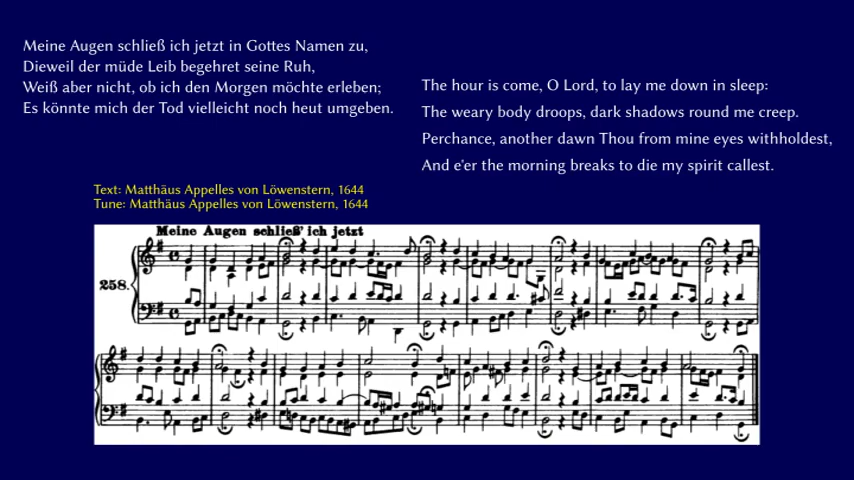 Meine Augen schließ ich jetzt in Gottes Namen zu,
Dieweil der müde Leib begehret seine Ruh,
Weiß aber nicht, ob ich den Morgen möchte erleben;
Es könnte mich der Tod vielleicht noch heut umgeben.
The hour is come, O Lord, to lay me down in sleep:
The weary body droops, dark shadows round me creep.
Perchance, another dawn Thou from mine eyes withholdest,
And e'er the morning breaks to die my spirit callest.
Text: Matthäus Appelles von Löwenstern, 1644
Tune: Matthäus Appelles von Löwenstern, 1644
Meine Augen schließ' ich jetzt
258.